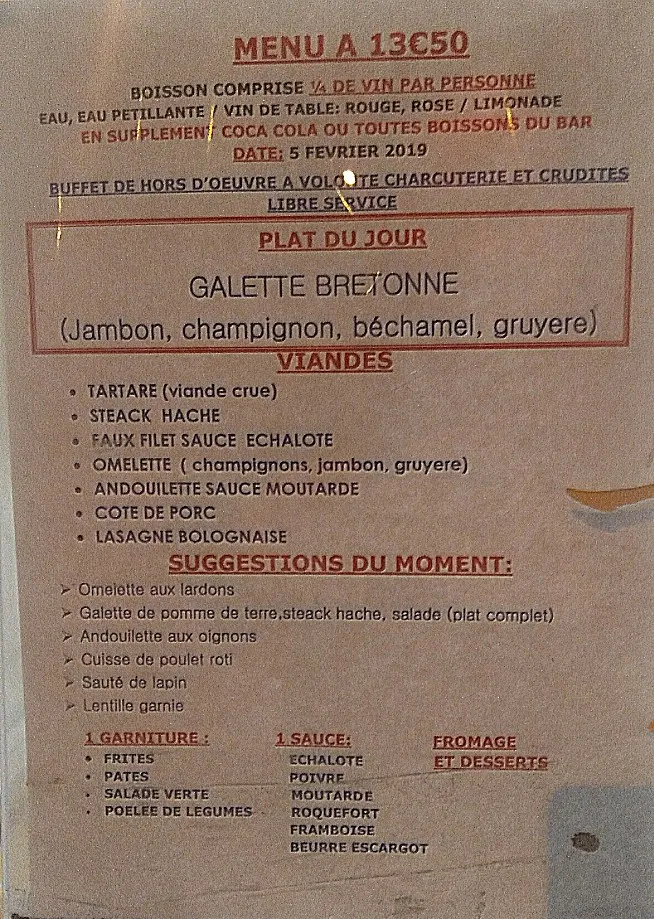 MENU A 13€50
BOISSON COMPRISE ¼ DE VIN PAR PERSONNE
EAU, EAU PETILLANTE / VIN DE TABLE: ROUGE, ROSE / LIMONADE
EN SUPPLEMENT COCA COLA OU TOUTES BOISSONS DU BAR
DATE: 5 FEVRIER 2019
BUFFET DE HORS D'OEUVRE A VOLONTE CHARCUTERIE ET CRUDITES
LIBRE SERVICE
PLAT DU JOUR
GALETTE BRETONNE
(Jambon, champignon, béchamel, gruyere)
VIANDES
• TARTARE (viande crue)
• STEACK HACHE
• FAUX FILET SAUCE ECHALOTE
• OMELETTE ( champignons, jambon, gruyere)
• ANDOUILETTE SAUCE MOUTARDE
• COTE DE PORC
• LASAGNE BOLOGNAISE
SUGGESTIONS DU MOMENT:
➢ Omelette aux lardons
➢ Galette de pomme de terre,steack hache, salade (plat complet)
➢ Andouilette aux oignons
➢ Cuisse de poulet roti
➢ Sauté de lapin
➢ Lentille garnie
1 GARNITURE :
• FRITES
• PATES
• SALADE VERTE
• POELEE DE LEGUMES
1 SAUCE:
ECHALOTE
POIVRE
MOUTARDE
ROQUEFORT
FRAMBOISE
BEURRE ESCARGOT
FROMAGE
ET DESSERTS